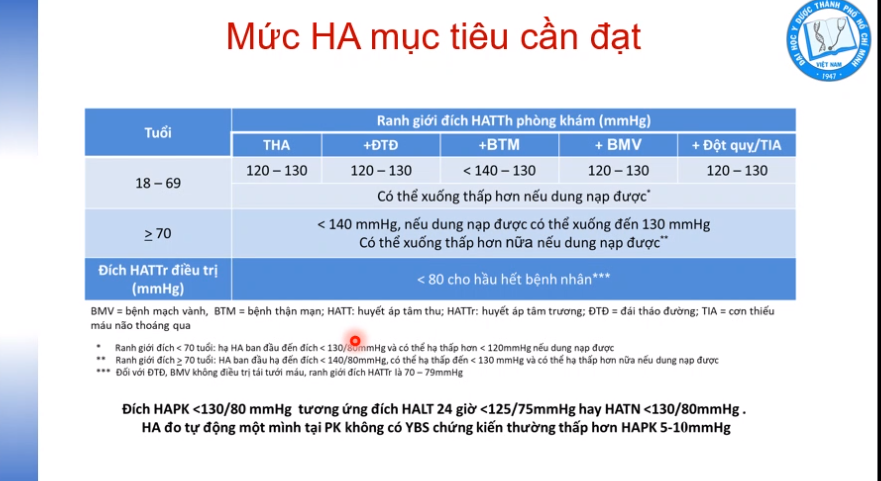 Mức HA mục tiêu cần đạt
ĐẠI HỌC Y DƯỢC THÀNH PHỐ HỒ CHÍ MINH
VIỆT NAM
1947
Tuổi
Ranh giới đích HATTh phòng khám (mmHg)
THA +ĐTĐ +BTM + BMV + Đột quỵ/TIA
18 – 69
120 – 130 120 – 130 < 140 – 130 120 – 130 120 – 130
Có thể xuống thấp hơn nếu dung nạp được*
≥ 70
< 140 mmHg, nếu dung nạp được có thể xuống đến 130 mmHg
Có thể xuống thấp hơn nữa nếu dung nạp được**
Đích HATTr điều trị
(mmHg)
< 80 cho hầu hết bệnh nhân***
BMV = bệnh mạch vành, BTM = bệnh thận mạn; HATT: huyết áp tâm thu; HATTr: huyết áp tâm trương; ĐTĐ = đái tháo đường; TIA = cơn thiếu
máu não thoáng qua
* Ranh giới đích < 70 tuổi: hạ HA ban đầu đến đích < 130/80mmHg và có thể hạ thấp hơn < 120mmHg nếu dung nạp được
** Ranh giới đích ≥ 70 tuổi: HA ban đầu hạ đến đích < 140/80mmHg, có thể hạ thấp đến < 130 mmHg và có thể hạ thấp hơn nữa nếu dung nạp được
*** Đối với ĐTĐ, BMV không điều trị tái tưới máu, ranh giới đích HATTr là 70 – 79mmHg
Đích HAPK <130/80 mmHg tương ứng đích HALT 24 giờ <125/75mmHg hay HATN <130/80mmHg .
HA đo tự động một mình tại PK không có YBS chứng kiến thường thấp hơn HAPK 5-10mmHg